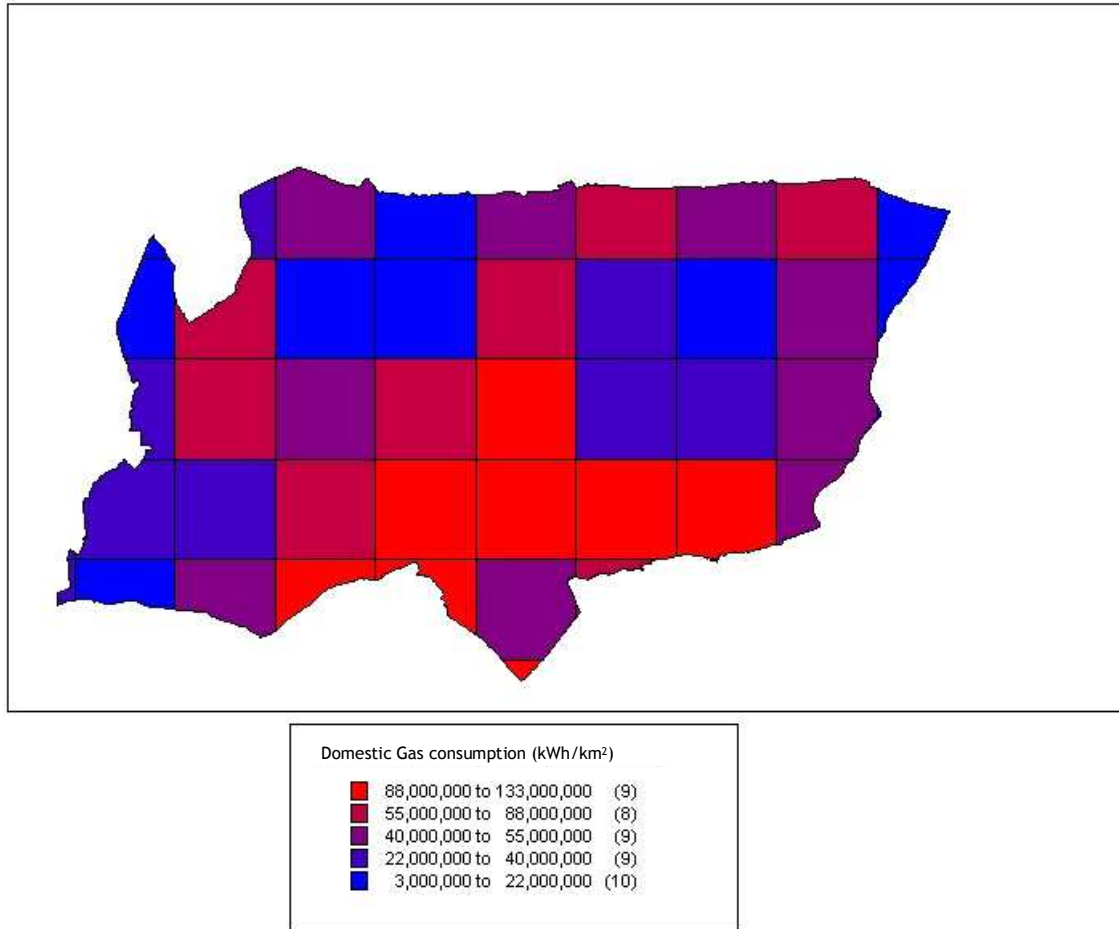 Domestic Gas consumption (kWh/km²)
88,000,000 to 133,000,000 (9)
55,000,000 to 88,000,000 (8)
40,000,000 to 55,000,000 (9)
22,000,000 to 40,000,000 (9)
3,000,000 to 22,000,000 (10)